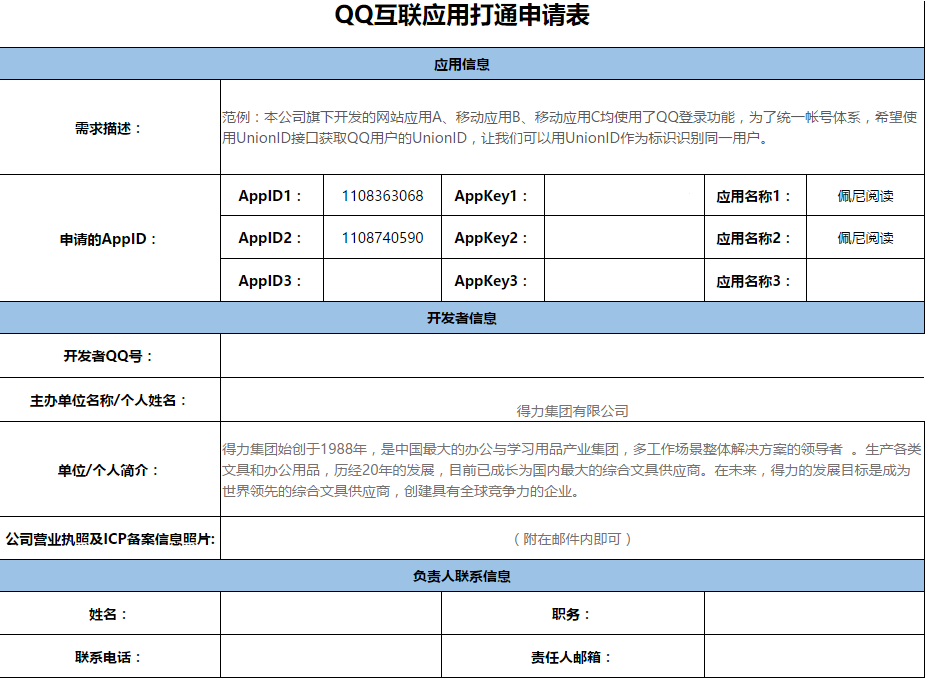 QQ互联应用打通申请表
应用信息
需求描述：
范例：本公司旗下开发的网站应用A、移动应用B、移动应用C均使用了QQ登录功能，为了统一帐号体系，希望使
用UnionID接口获取QQ用户的UnionID，让我们可以用UnionID作为标识识别同一用户。
申请的AppID：
AppID1： 1108363068 AppKey1： 应用名称1： 佩尼阅读
AppID2： 1108740590 AppKey2： 应用名称2： 佩尼阅读
AppID3： AppKey3： 应用名称3：
开发者信息
开发者QQ号：
主办单位名称/个人姓名： 得力集团有限公司
单位/个人简介：
得力集团始创于1988年，是中国最大的办公与学习用品产业集团，多工作场景整体解决方案的领导者 。生产各类
文具和办公用品，历经20年的发展，目前已成长为国内最大的综合文具供应商。在未来，得力的发展目标是成为
世界领先的综合文具供应商，创建具有全球竞争力的企业。
公司营业执照及ICP备案信息照片: （附在邮件内即可）
负责人联系信息
姓名： 职务：
联系电话： 责任人邮箱：